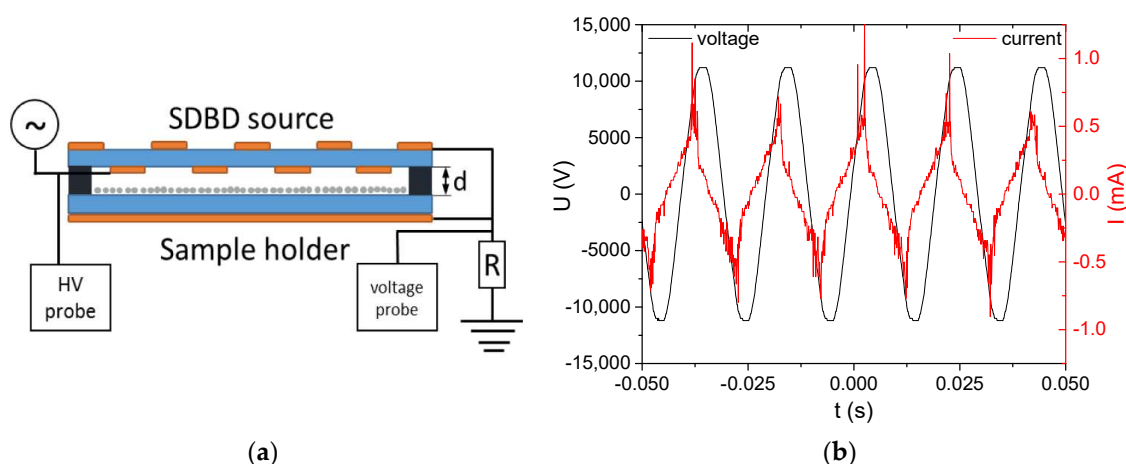 ~
SDBD source
d
Sample holder
HV
probe
voltage
probe
R
(a)
voltage
current
15,000
10,000
5000
0
-5000
-10,000
-15,000
U (V)
1.0
0.5
0.0
-0.5
-1.0
I (mA)
-0.050
-0.025
0.000
0.025
0.050
t (s)
(b)